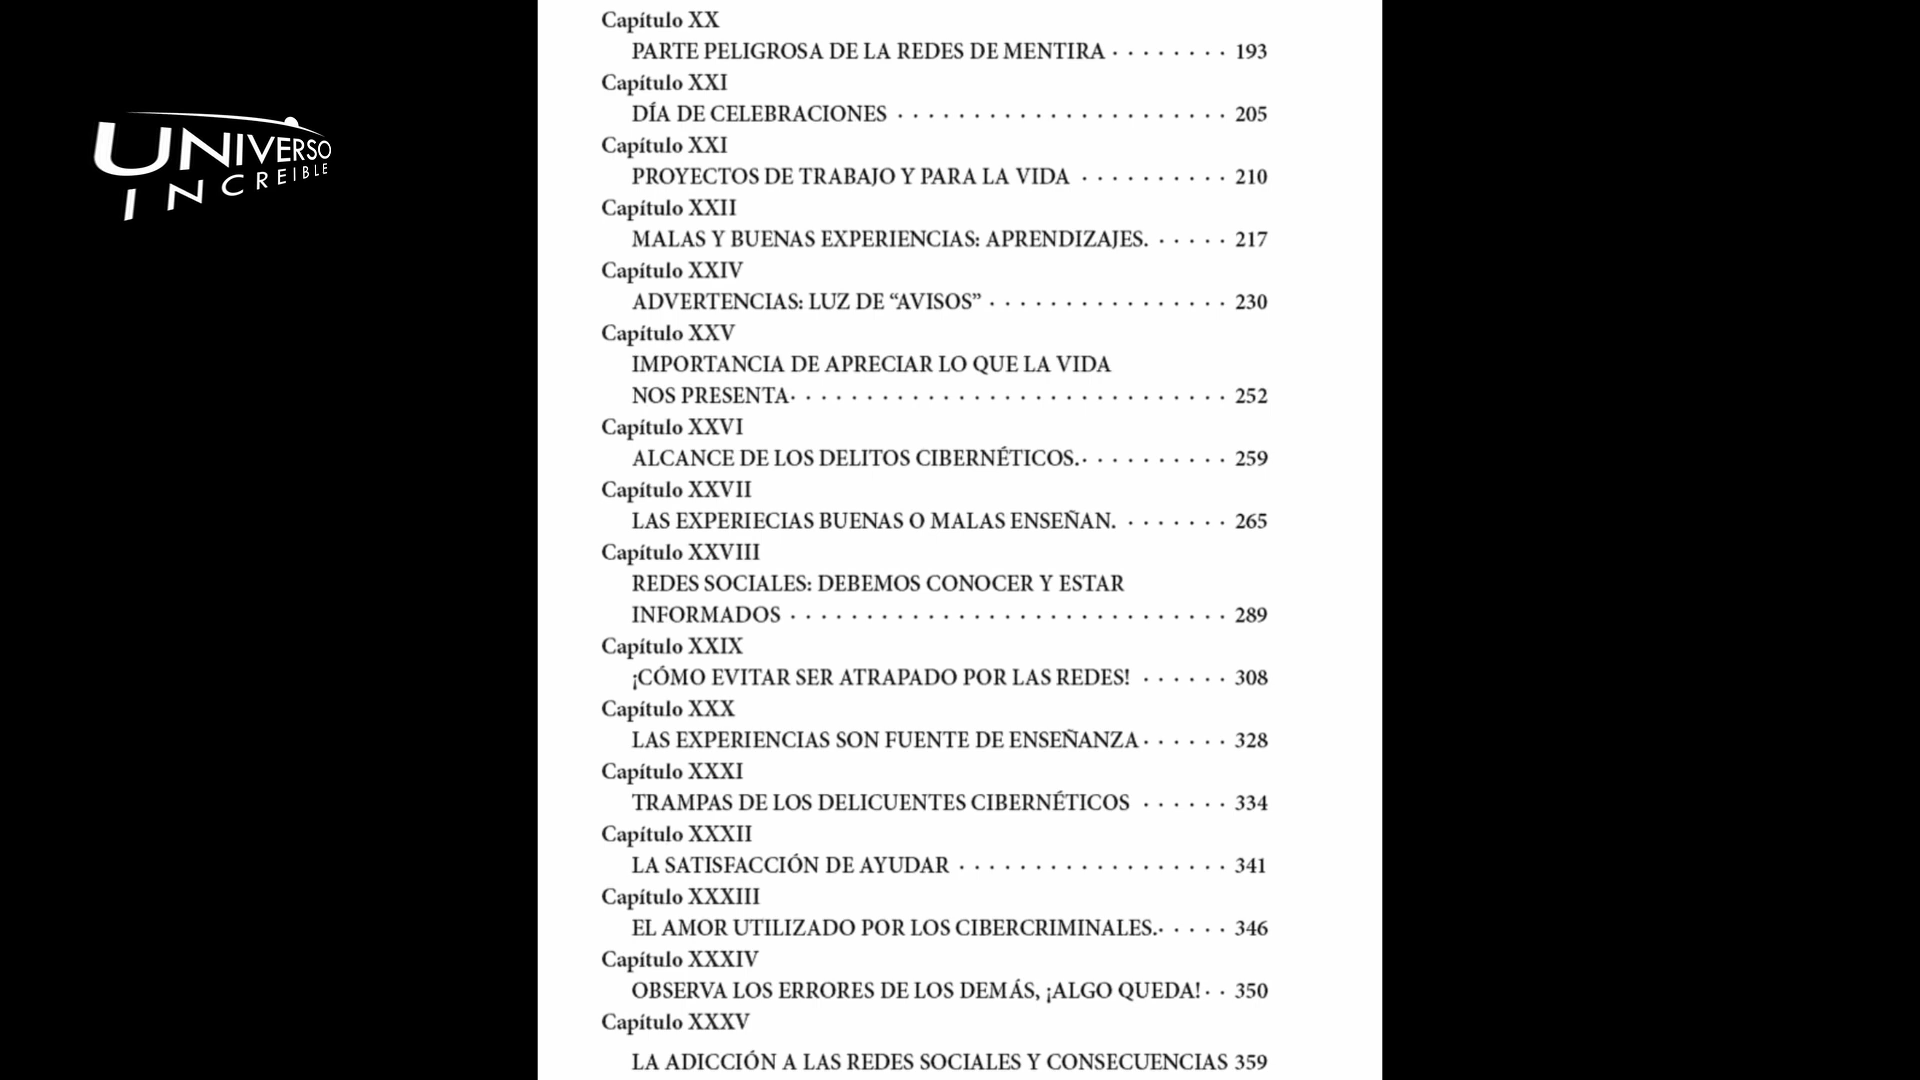 UNIVERSO
INCREIBLE
Capítulo XX
PARTE PELIGROSA DE LA REDES DE MENTIRA · · · · · · · · 193
Capítulo XXI
DÍA DE CELEBRACIONES · · · · · · · · · · · · · · · · · · · · · · 205
Capítulo XXI
PROYECTOS DE TRABAJO Y PARA LA VIDA · · · · · · · · · · 210
Capítulo XXII
MALAS Y BUENAS EXPERIENCIAS: APRENDIZAJES. · · · · · 217
Capítulo XXIV
ADVERTENCIAS: LUZ DE “AVISOS” · · · · · · · · · · · · · · · · 230
Capítulo XXV
IMPORTANCIA DE APRECIAR LO QUE LA VIDA
NOS PRESENTA · · · · · · · · · · · · · · · · · · · · · · · · · · · · · 252
Capítulo XXVI
ALCANCE DE LOS DELITOS CIBERNÉTICOS. · · · · · · · · · · 259
Capítulo XXVII
LAS EXPERIECIAS BUENAS O MALAS ENSEÑAN. · · · · · · · 265
Capítulo XXVIII
REDES SOCIALES: DEBEMOS CONOCER Y ESTAR
INFORMADOS · · · · · · · · · · · · · · · · · · · · · · · · · · · · · 289
Capítulo XXIX
¡CÓMO EVITAR SER ATRAPADO POR LAS REDES! · · · · · · 308
Capítulo XXX
LAS EXPERIENCIAS SON FUENTE DE ENSEÑANZA · · · · · · 328
Capítulo XXXI
TRAMPAS DE LOS DELICUENTES CIBERNÉTICOS · · · · · · 334
Capítulo XXXII
LA SATISFACCIÓN DE AYUDAR · · · · · · · · · · · · · · · · · · 341
Capítulo XXXIII
EL AMOR UTILIZADO POR LOS CIBERCRIMINALES. · · · · · 346
Capítulo XXXIV
OBSERVA LOS ERRORES DE LOS DEMÁS, ¡ALGO QUEDA! · · 350
Capítulo XXXV
LA ADICCIÓN A LAS REDES SOCIALES Y CONSECUENCIAS 359